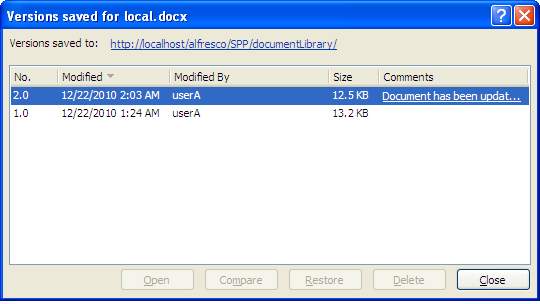 Versions saved for local.docx
Versions saved to: http://localhost/alfresco/SPP/documentLibrary/
No. Modified Modified By Size Comments
2.0 12/22/2010 2:03 AM userA 12.5 KB Document has been updat...
1.0 12/22/2010 1:24 AM userA 13.2 KB
Open Compare Restore Delete Close